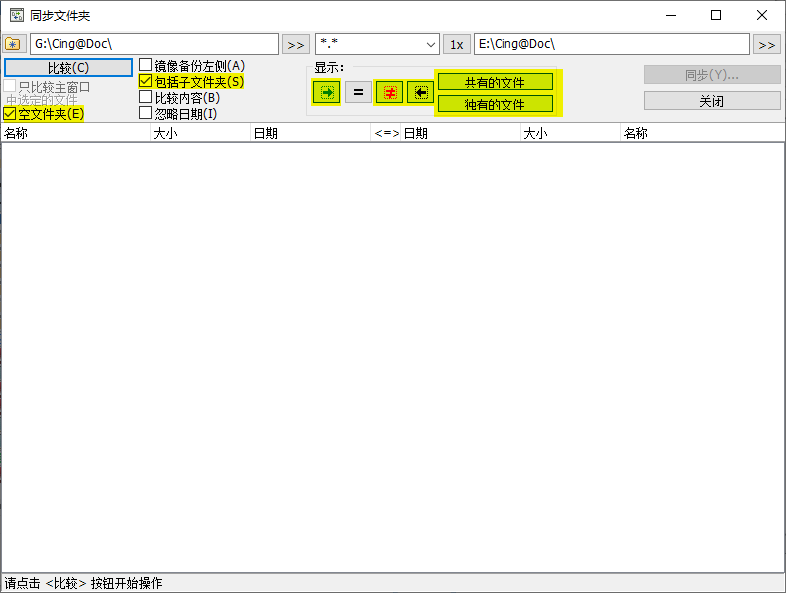 同步文件夹
G:\Cing@Doc\ >> *.* 1x E:\Cing@Doc\ >>
比较(C) 镜像备份左侧(A) 显示: 同步(Y)...
只比较主窗口中选定的文件 包括子文件夹(S) = 共有的文件
比较内容(B) 独有的文件 关闭
空文件夹(E) 忽略日期(I)
名称 大小 日期 <=> 日期 大小 名称
请点击 <比较> 按钮开始操作